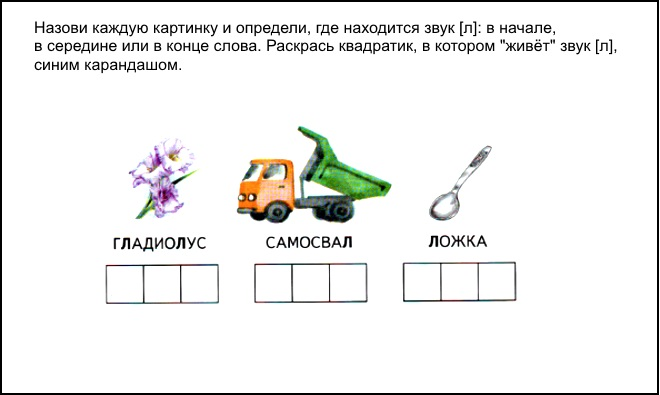 Назови каждую картинку и определи, где находится звук [л]: в начале,
в середине или в конце слова. Раскрась квадратик, в котором "живёт" звук [л],
синим карандашом.
ГЛАДИОЛУС САМОСВАЛ ЛОЖКА